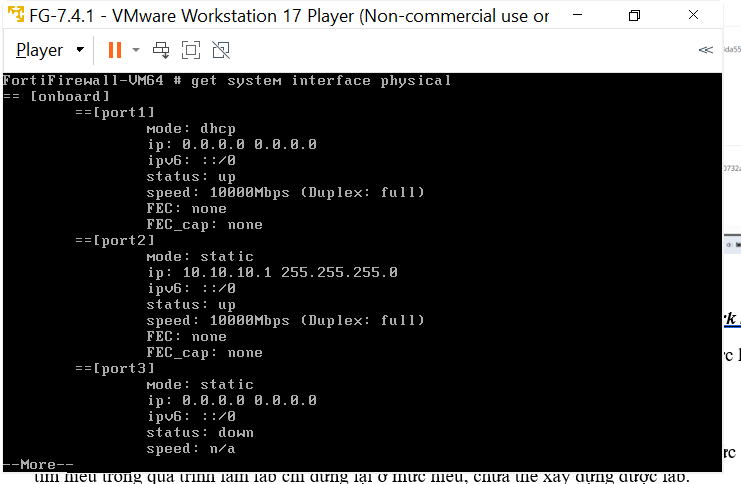 FG-7.4.1 - VMware Workstation 17 Player (Non-commercial use or
Player
FortiFirewall-VM64 # get system interface physical
== [onboard]
==[port1]
mode: dhcp
ip: 0.0.0.0 0.0.0.0
ipv6: ::/0
status: up
speed: 10000Mbps (Duplex: full)
FEC: none
FEC_cap: none
==[port2]
mode: static
ip: 10.10.10.1 255.255.255.0
ipv6: ::/0
status: up
speed: 10000Mbps (Duplex: full)
FEC: none
FEC_cap: none
==[port3]
mode: static
ip: 0.0.0.0 0.0.0.0
ipv6: ::/0
status: down
speed: n/a
--More--
tìm hiểu trong quá trình làm lab chỉ dừng lại ở mức hiểu, chưa thể xây dựng được lab.